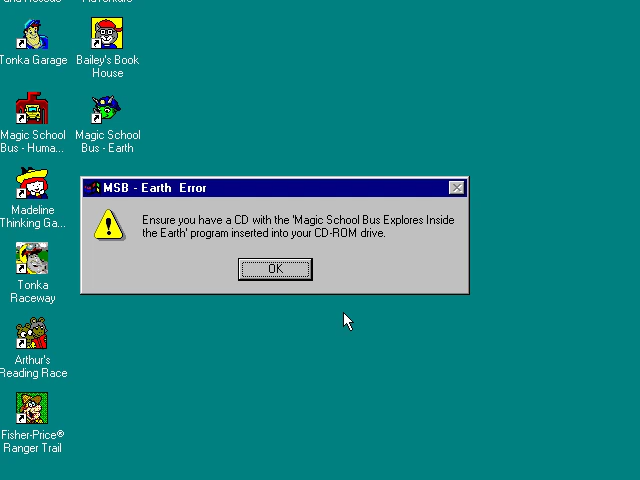 Tonka Garage
Bailey's Book
House
Magic School
Bus - Huma...
Magic School
Bus - Earth
Madeline
Thinking Ga...
Tonka
Raceway
Arthur's
Reading Race
Fisher-Price®
Ranger Trail
MSB - Earth Error
Ensure you have a CD with the 'Magic School Bus Explores Inside
the Earth' program inserted into your CD-ROM drive.
OK